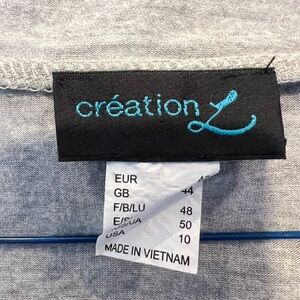 création L
EUR
GB 44
F/B/LU 48
50
USA 10
MADE IN VIETNAM